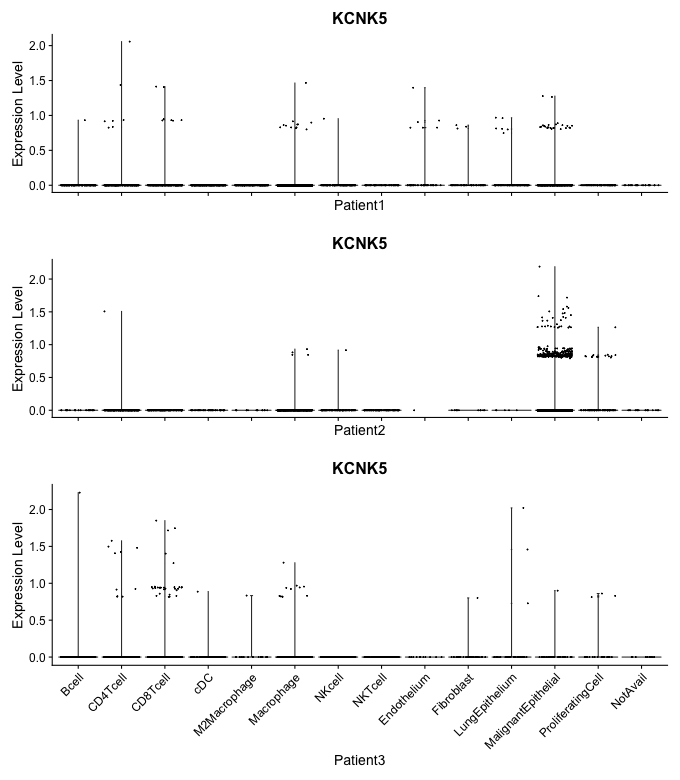 KCNK5
Expression Level
2.0
1.5
1.0
0.5
0.0
Patient1
KCNK5
Expression Level
2.0
1.5
1.0
0.5
0.0
Patient2
KCNK5
Expression Level
2.0
1.5
1.0
0.5
0.0
Bcell
CD4Tcell
CD8Tcell
cDC
M2Macrophage
Macrophage
NKcell
NKTcell
Endothelium
Fibroblast
LungEpithelium
MalignantEpithelial
ProliferatingCell
NotAvail
Patient3